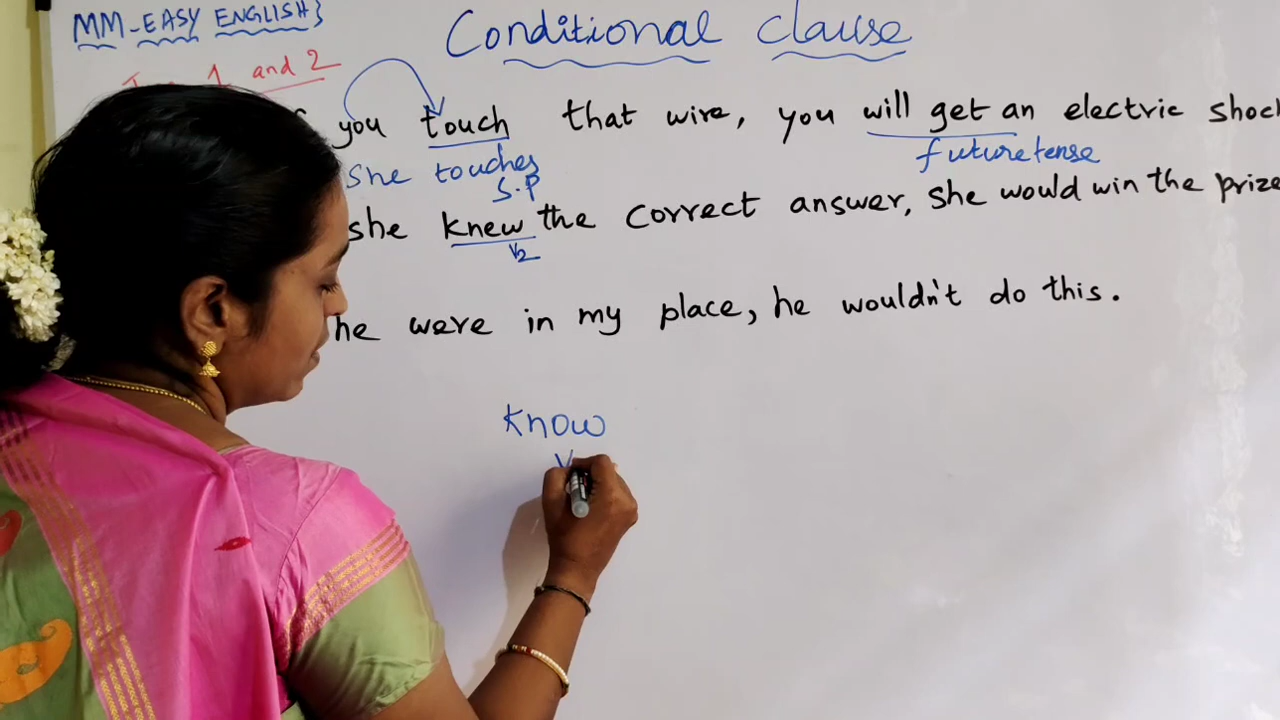 MM-EASY ENGLISH}
Conditional clause
1 and 2
you touch that wire, you will get an electric shock
She touches
S.P
future tense
she knew the correct answer, she would win the prize
V2
he were in my place, he wouldn't do this.
Know
V